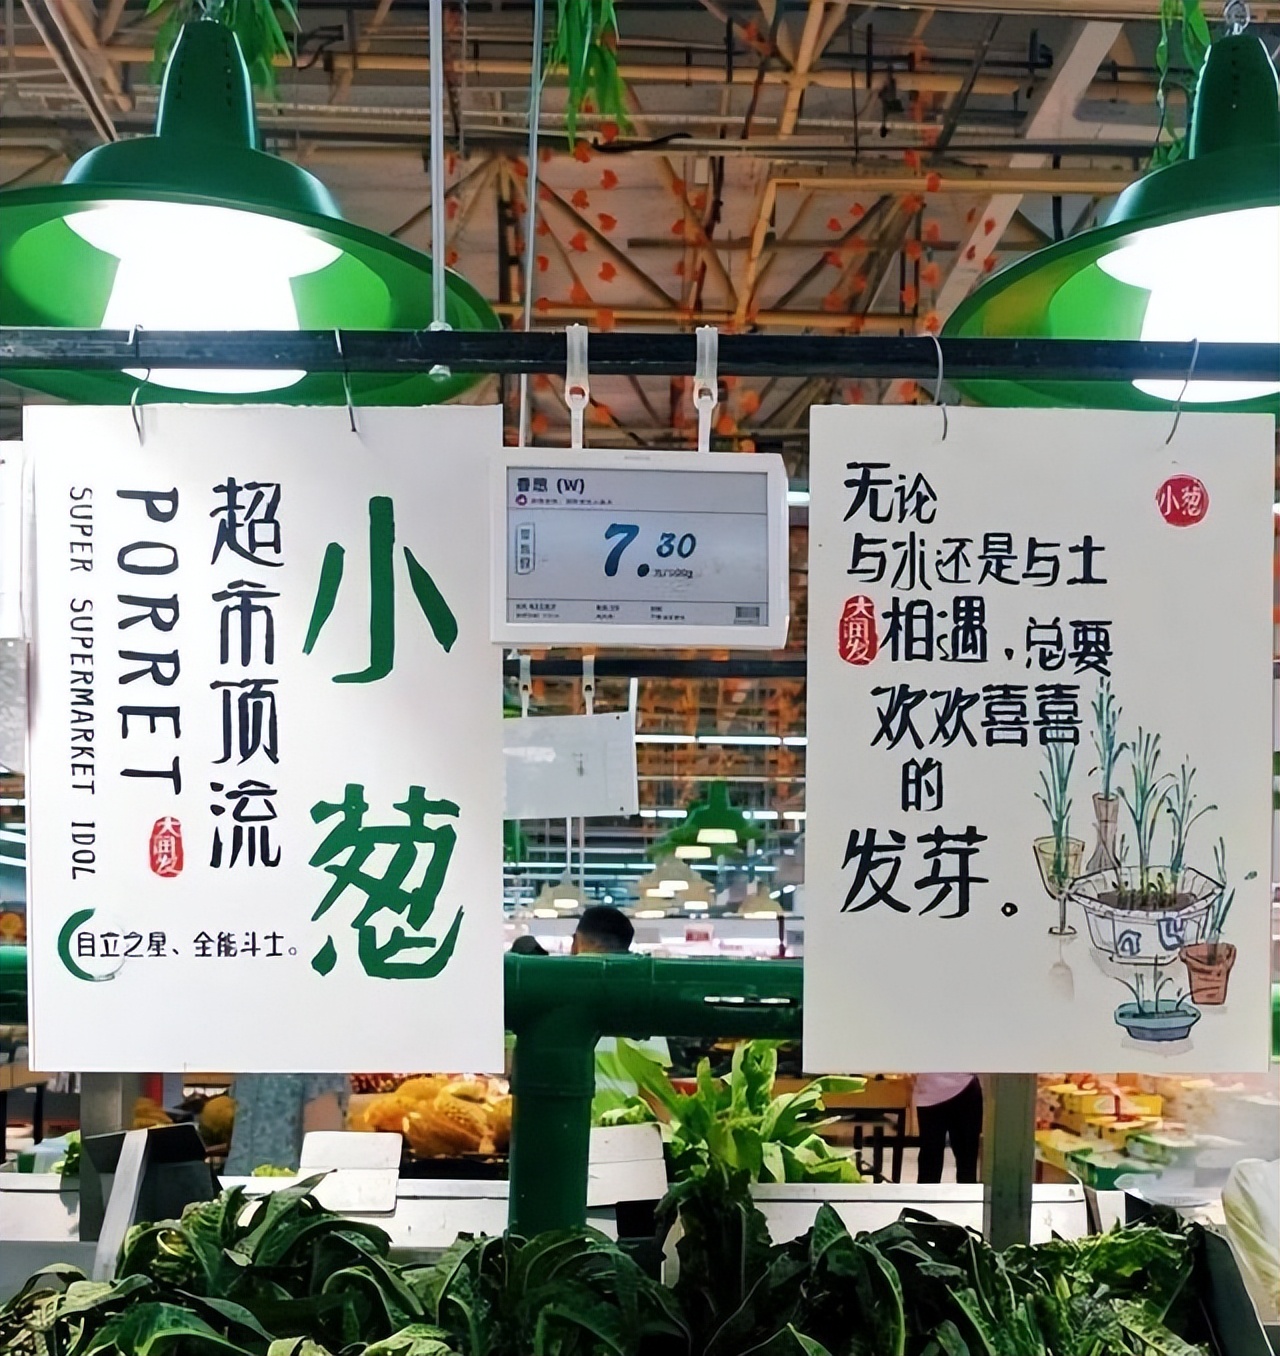 小葱
超市顶流
PORRET
SUPER SUPERMARKET IDOL
大润发
自立之星、全能斗士。
香葱 (W)
7.30
无论
小葱
与水还是与土
大润发
相遇，总要
欢欢喜喜
的
发芽。